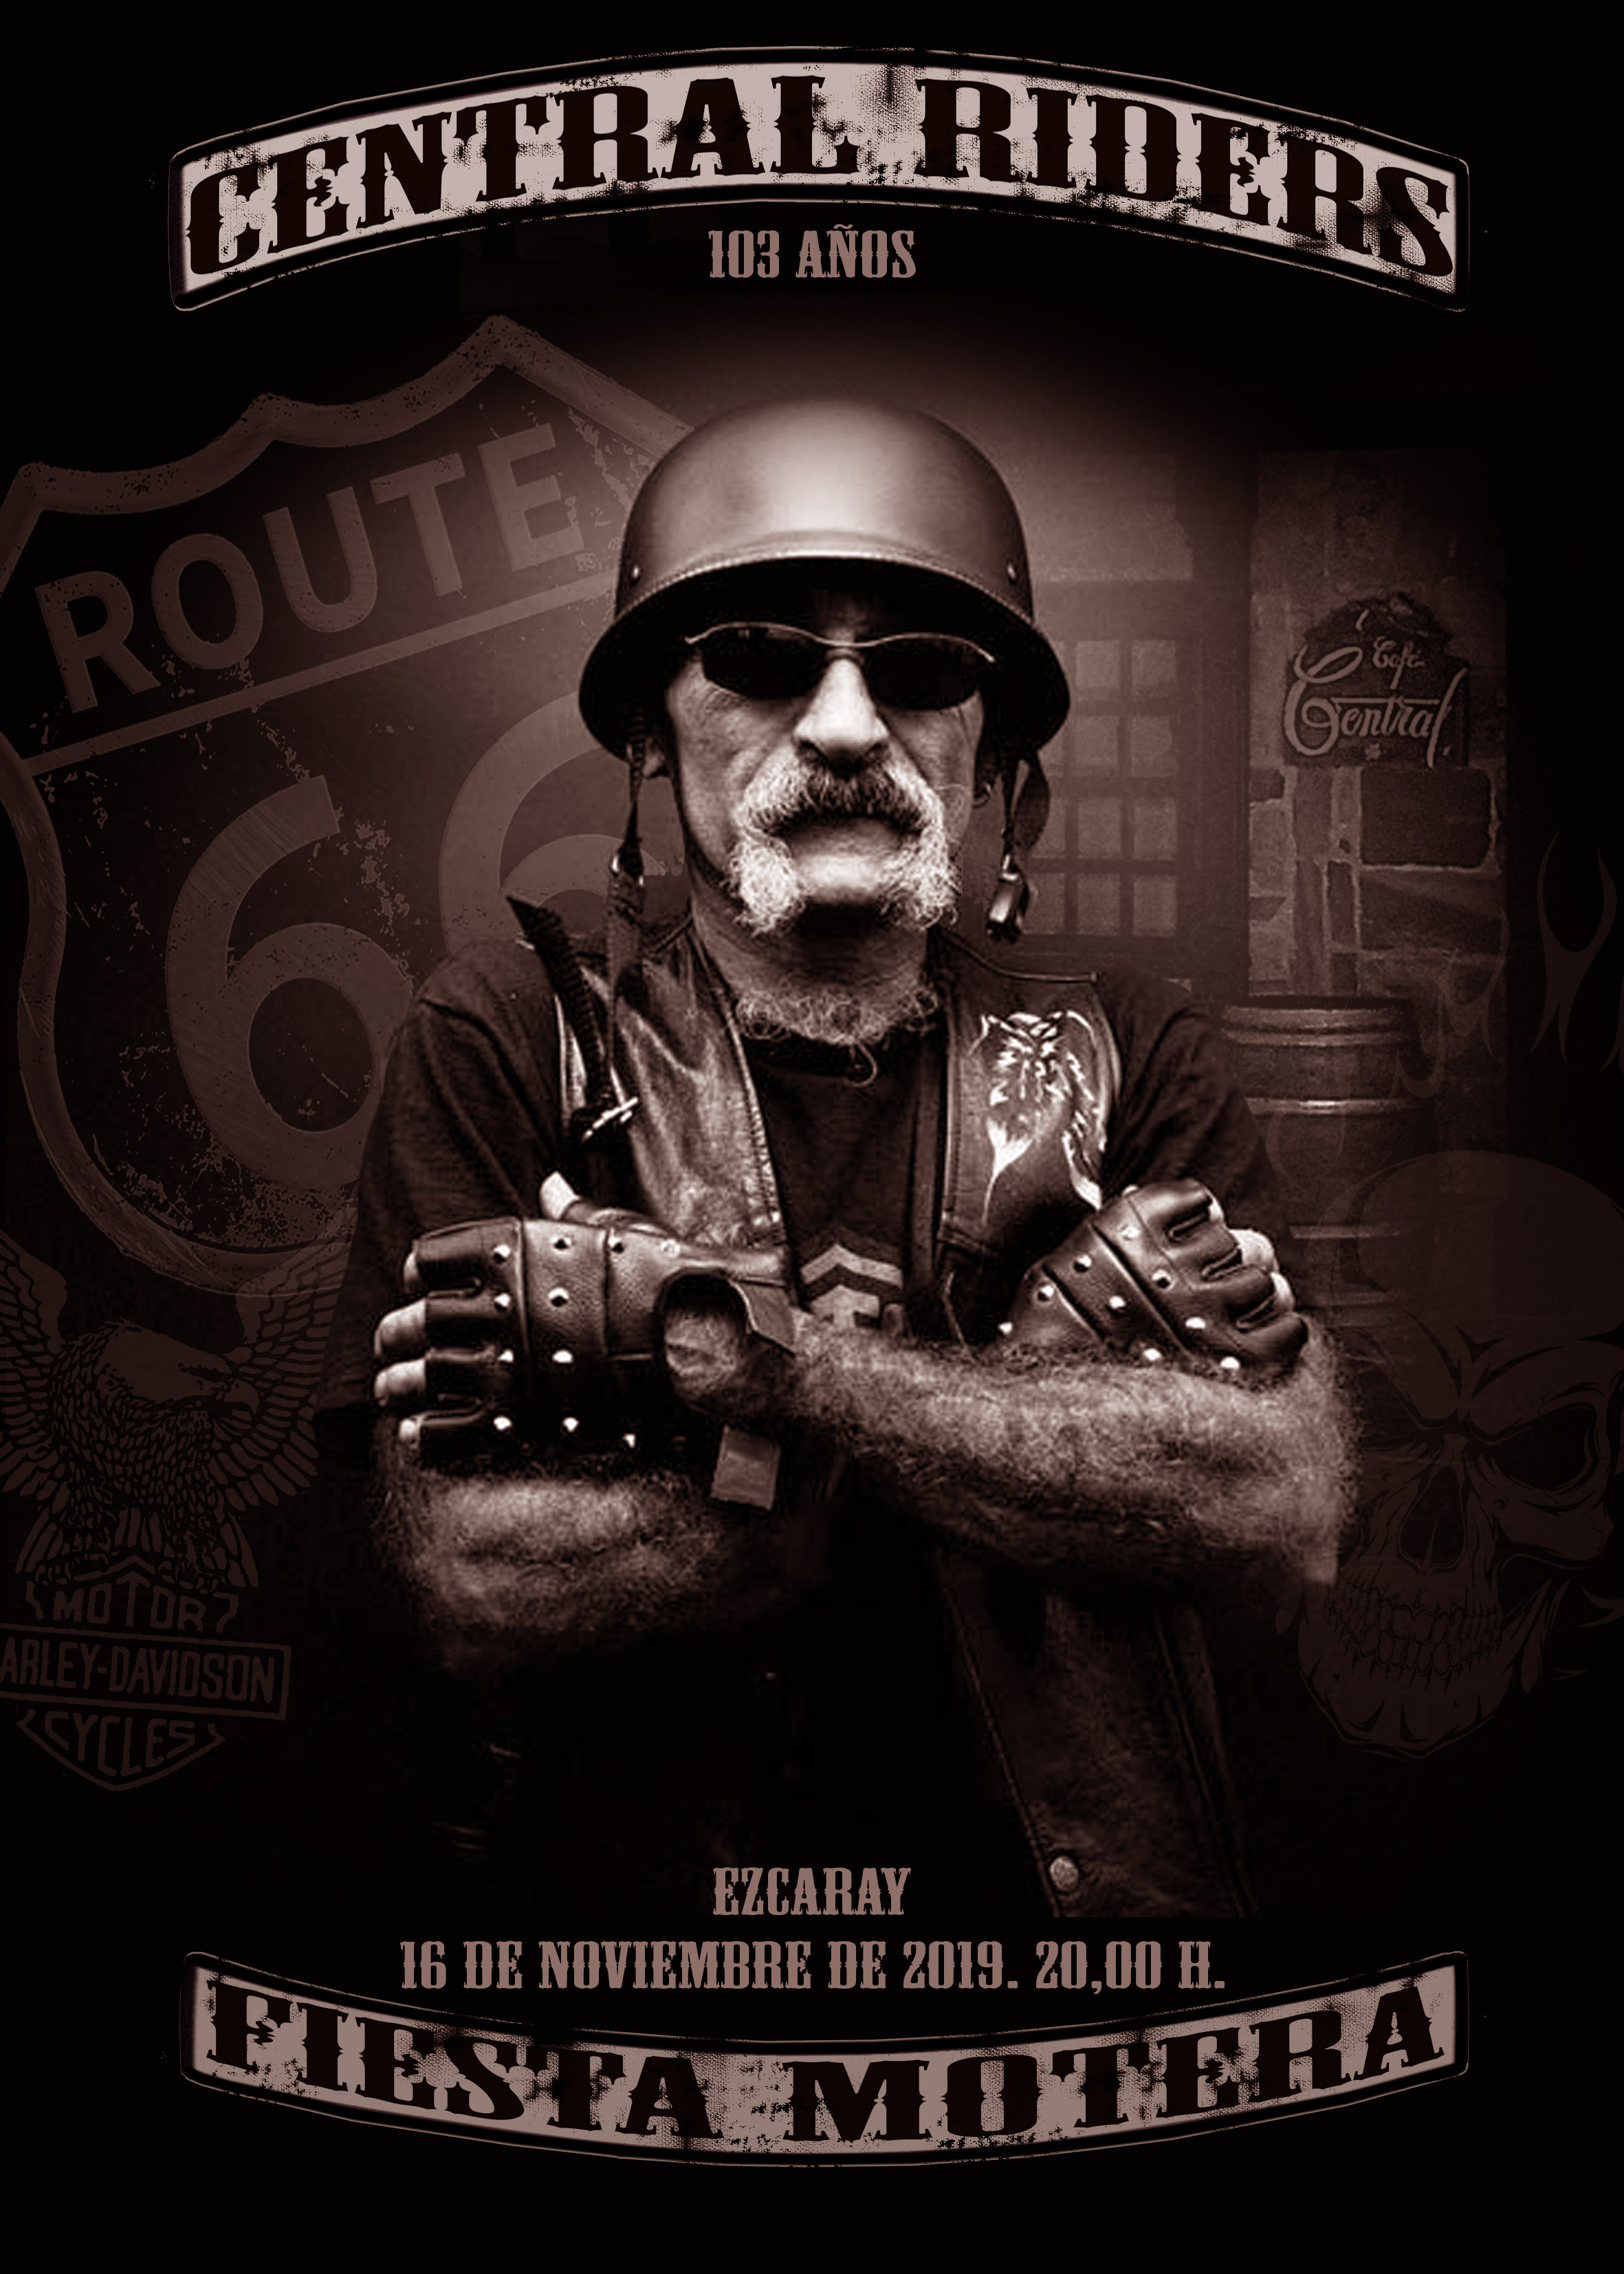 CENTRAL RIDERS
103 AÑOS
ROUTE
66
Café
Central
MOTOR
ARLEY-DAVIDSON
CYCLES
EZCARAY
16 DE NOVIEMBRE DE 2019. 20,00 H.
FIESTA MOTERA